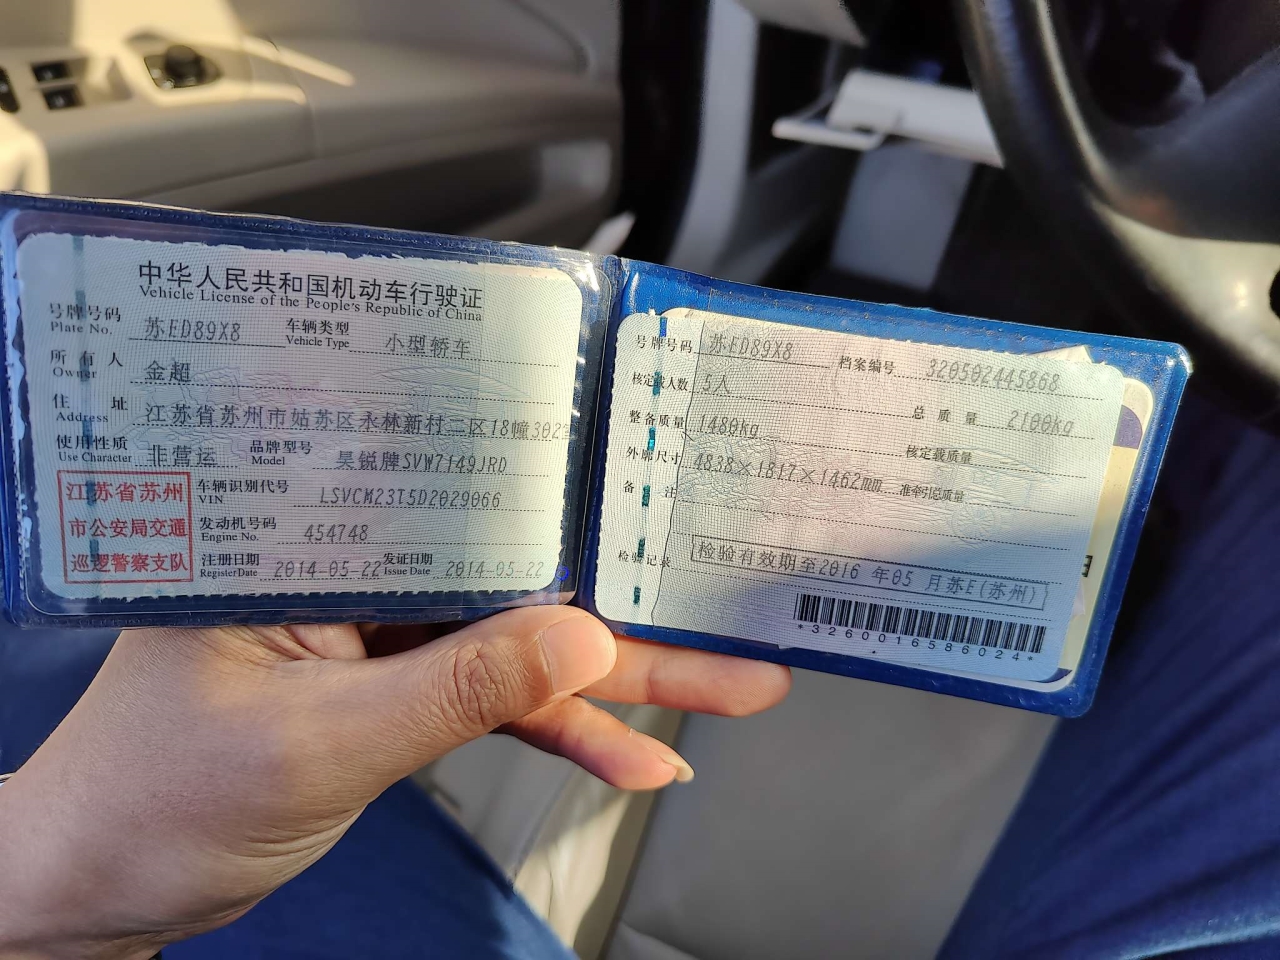 中华人民共和国机动车行驶证
Vehicle License of the People's Republic of China
号牌号码 苏ED89X8 车辆类型 小型轿车
Plate No. Vehicle Type
所有人 金超
Owner
住址 江苏省苏州市姑苏区永林新村二区18幢302室
Address
使用性质 非营运 品牌型号 昊锐牌SVW7149JRD
Use Character Model
江苏省苏州
市公安局交通
巡逻警察支队
车辆识别代号 LSVCM23T5D2029066
VIN
发动机号码 454748
Engine No.
注册日期 2014-05-22 发证日期 2014-05-22
Register Date Issue Date
号牌号码 苏ED89X8 档案编号 320502445868
核定载人数 5人 总质量 2100kg
整备质量 1480kg 核定载质量
外廓尺寸 4838×1817×1462mm 准牵引总质量
备注
检验记录 检验有效期至2016 年05 月苏E(苏州)
*3260016586024*